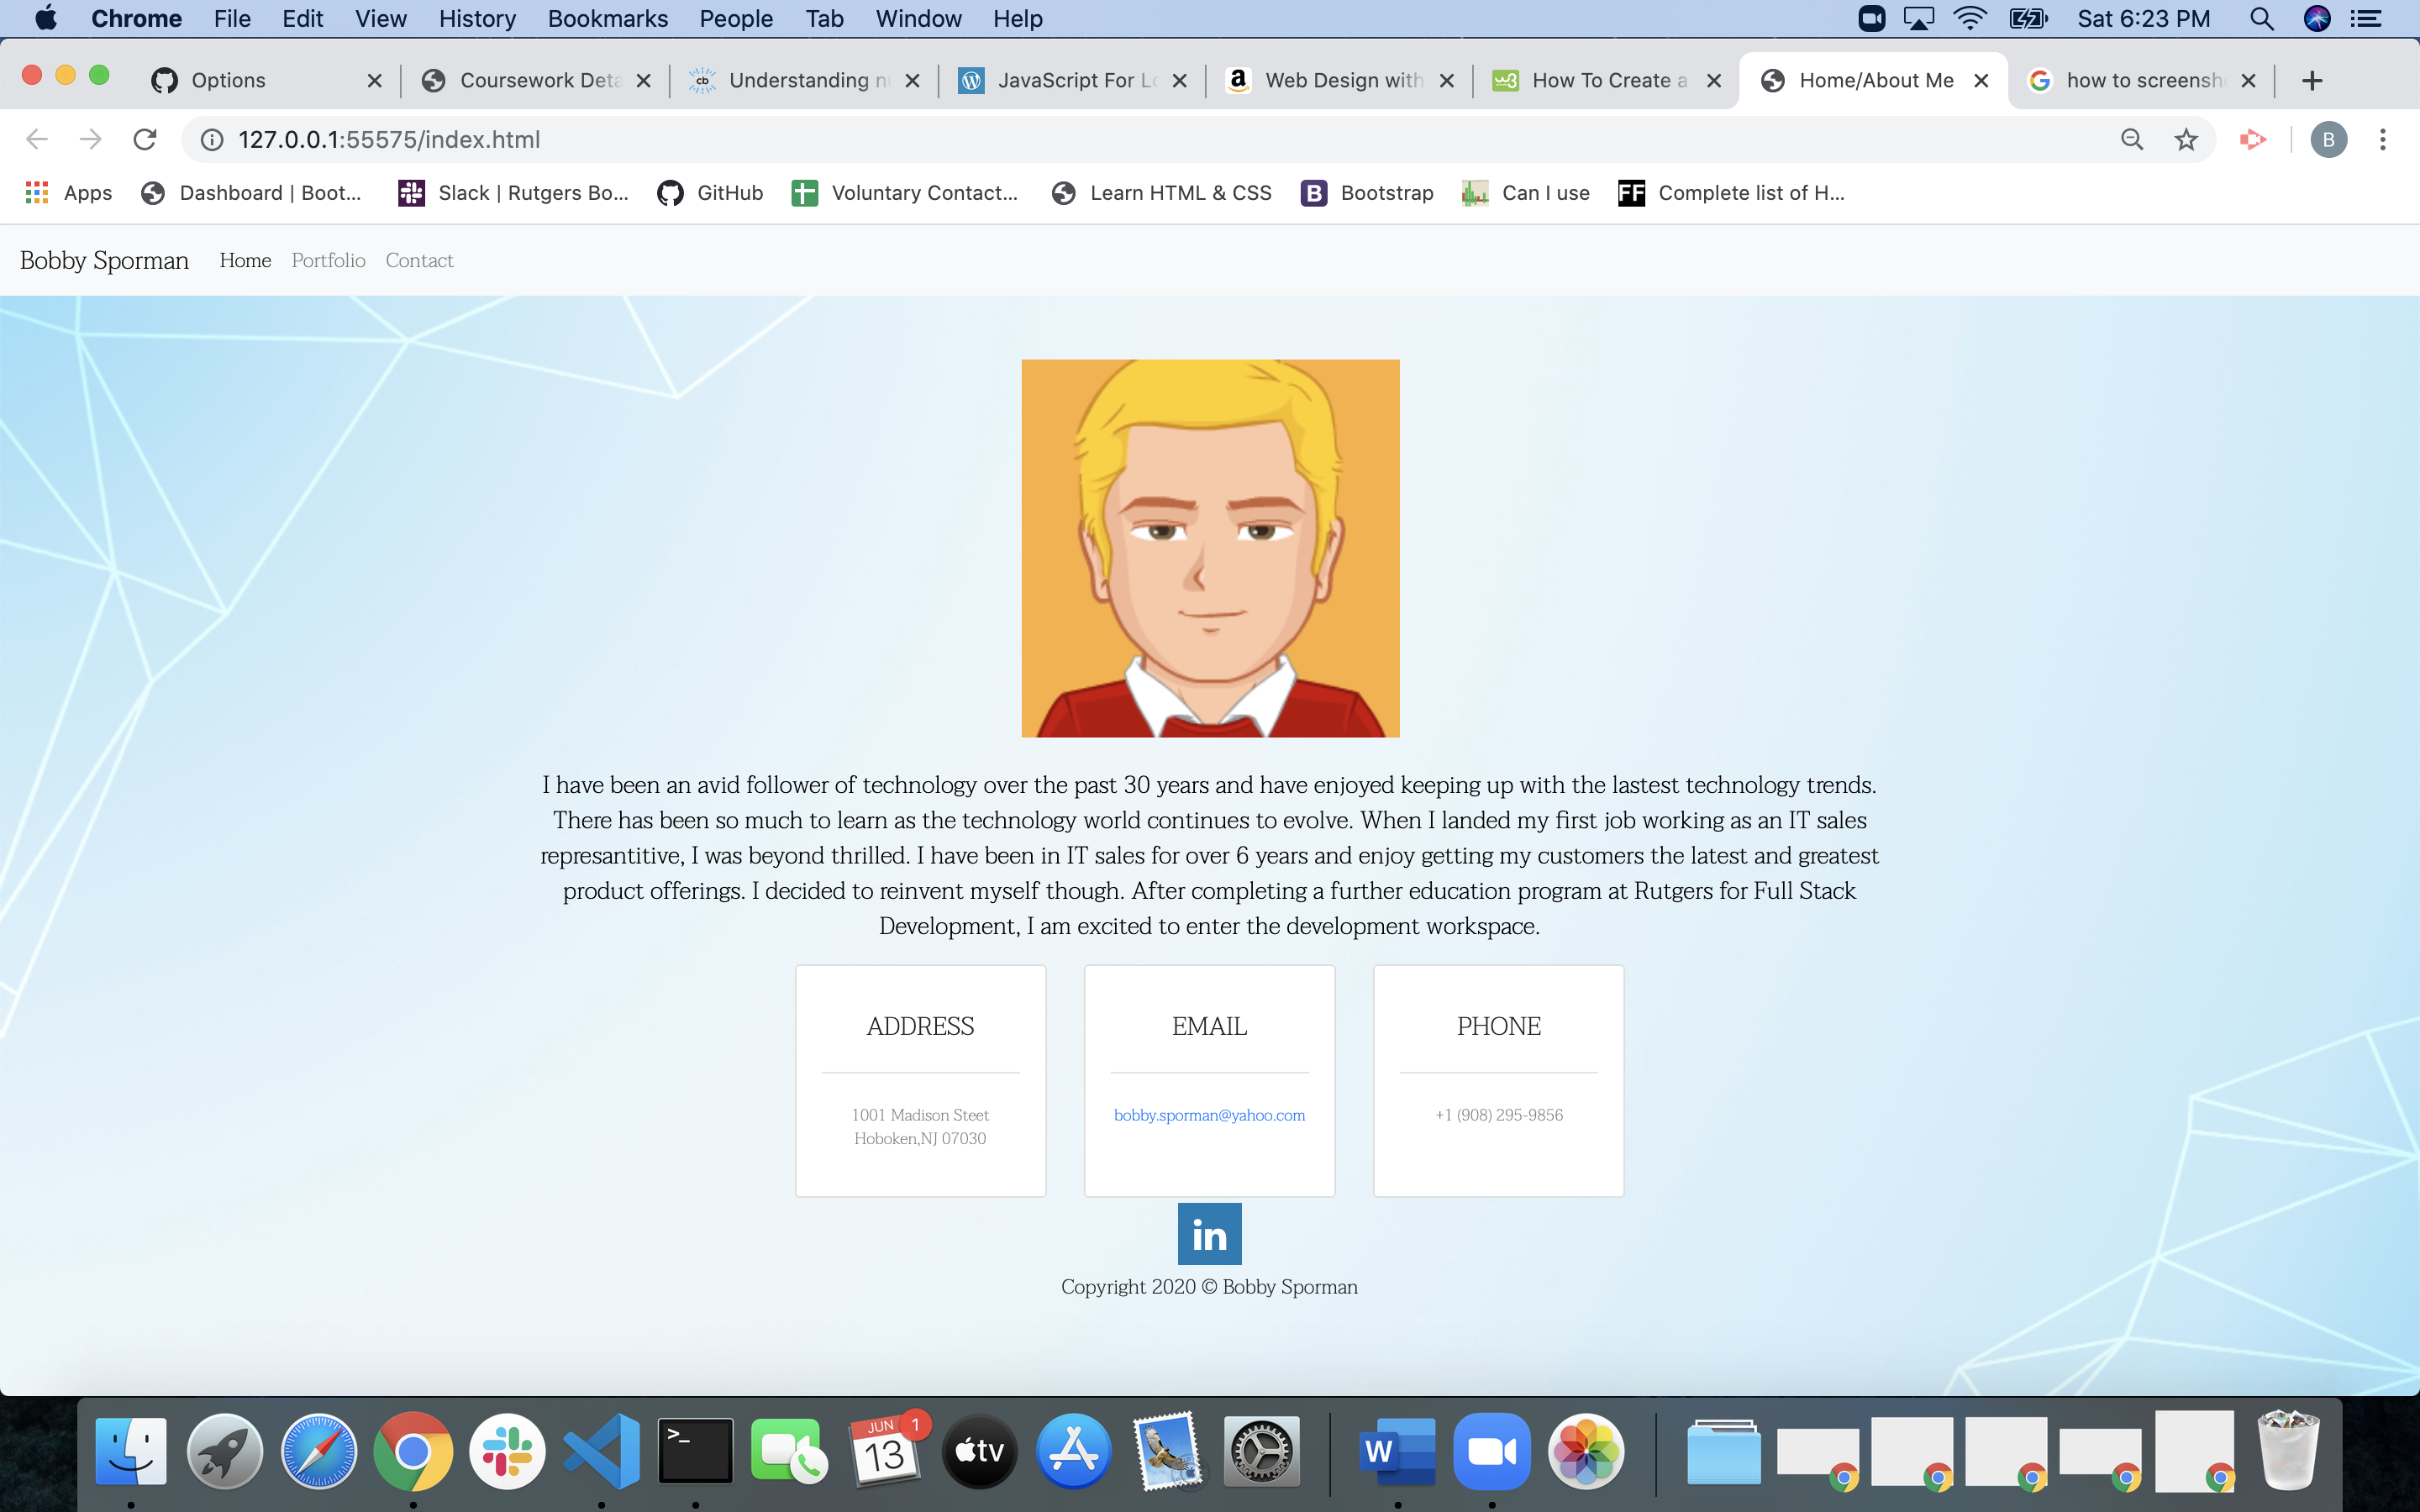 Chrome File Edit View History Bookmarks People Tab Window Help Sat 6:23 PM
Options Coursework Deta Understanding n JavaScript For Lo Web Design with How To Create a Home/About Me how to screensh
127.0.0.1:55575/index.html B
Apps Dashboard | Boot... Slack | Rutgers Bo... GitHub Voluntary Contact... Learn HTML & CSS B Bootstrap Can I use FF Complete list of H...
Bobby Sporman Home Portfolio Contact
I have been an avid follower of technology over the past 30 years and have enjoyed keeping up with the lastest technology trends.
There has been so much to learn as the technology world continues to evolve. When I landed my first job working as an IT sales
represantitive, I was beyond thrilled. I have been in IT sales for over 6 years and enjoy getting my customers the latest and greatest
product offerings. I decided to reinvent myself though. After completing a further education program at Rutgers for Full Stack
Development, I am excited to enter the development workspace.
ADDRESS
1001 Madison Steet
Hoboken,NJ 07030
EMAIL
bobby.sporman@yahoo.com
PHONE
+1 (908) 295-9856
in
Copyright 2020 © Bobby Sporman
>_
JUN 1
13
tv
W